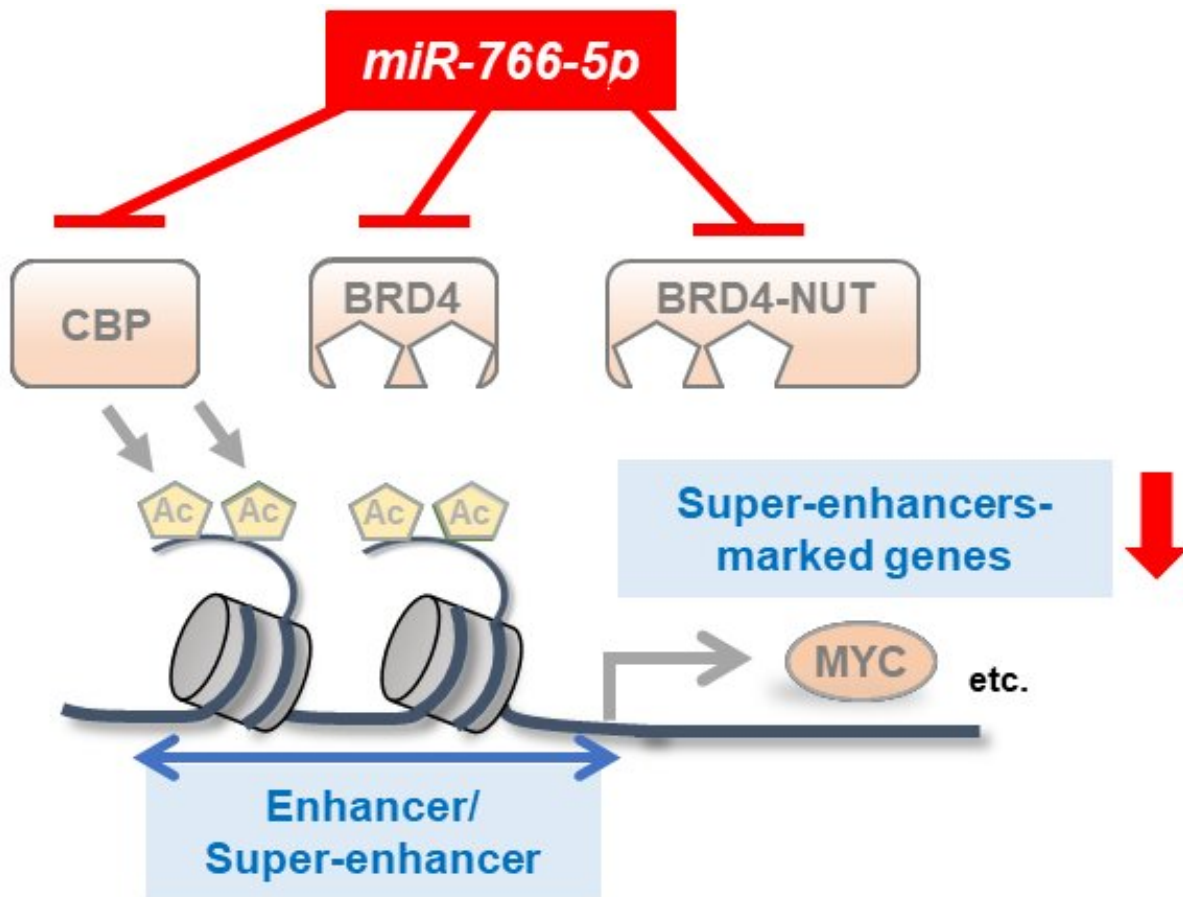 miR-766-5p
CBP
BRD4
BRD4-NUT
Ac Ac Ac Ac
Super-enhancers-
marked genes
MYC
etc.
Enhancer/
Super-enhancer